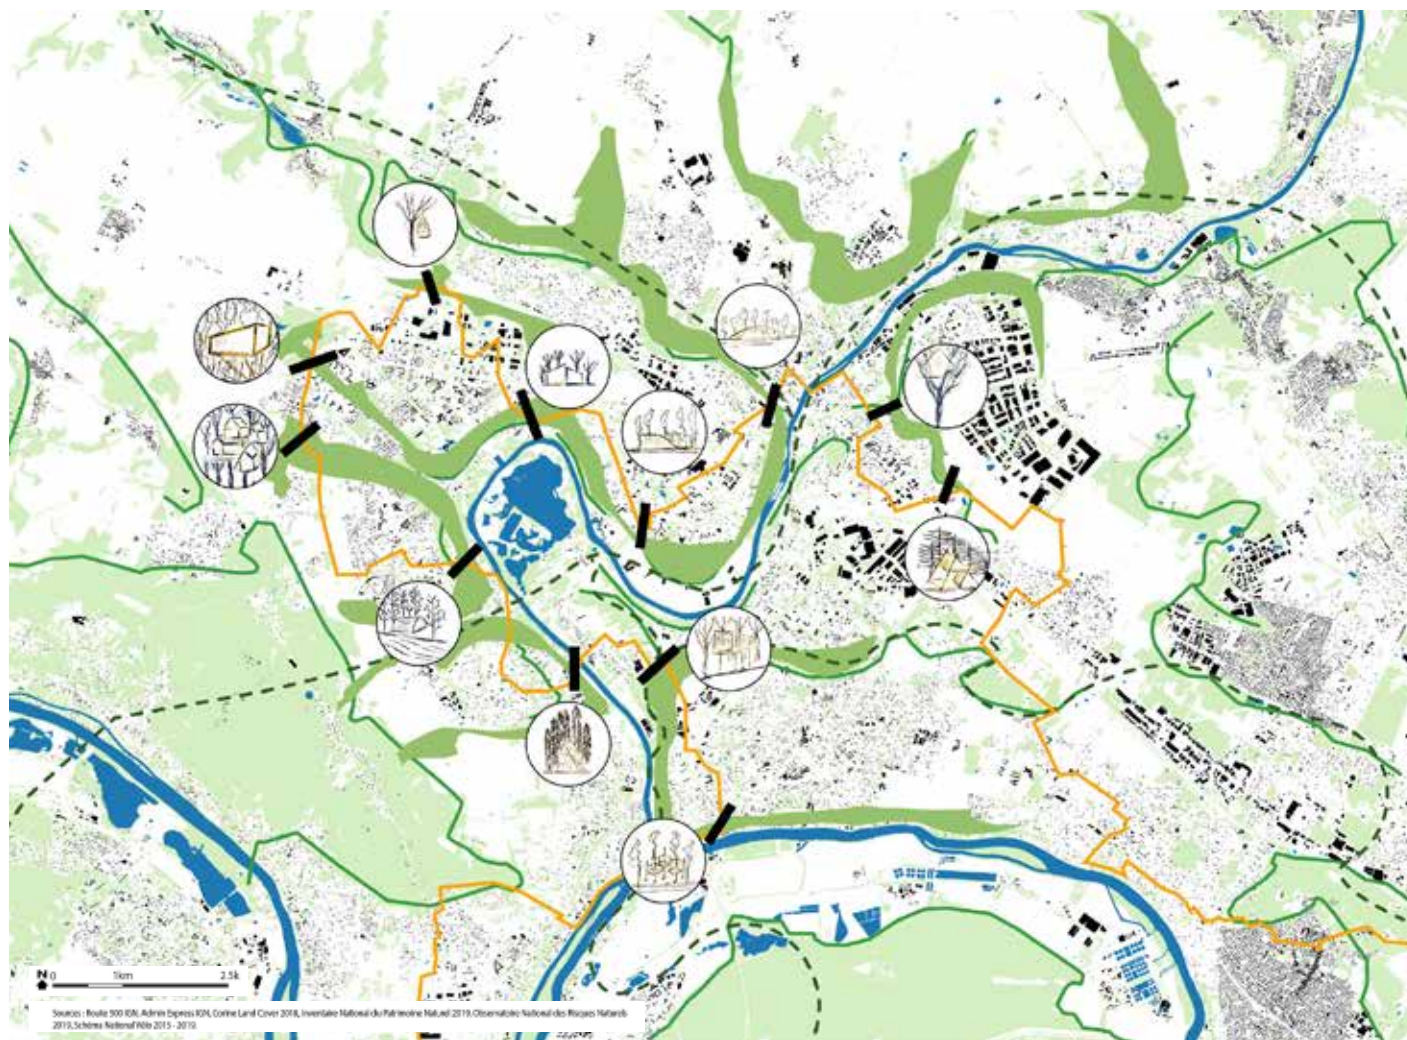 N 0 1km 2.5k
Sources : Route 500 IGN, Admin Express IGN, Corine Land Cover 2018, Inventaire National du Patrimoine Naturel 2019, Observatoire National des Risques Naturels
2019, Schéma National Vélo 2015 - 2019.